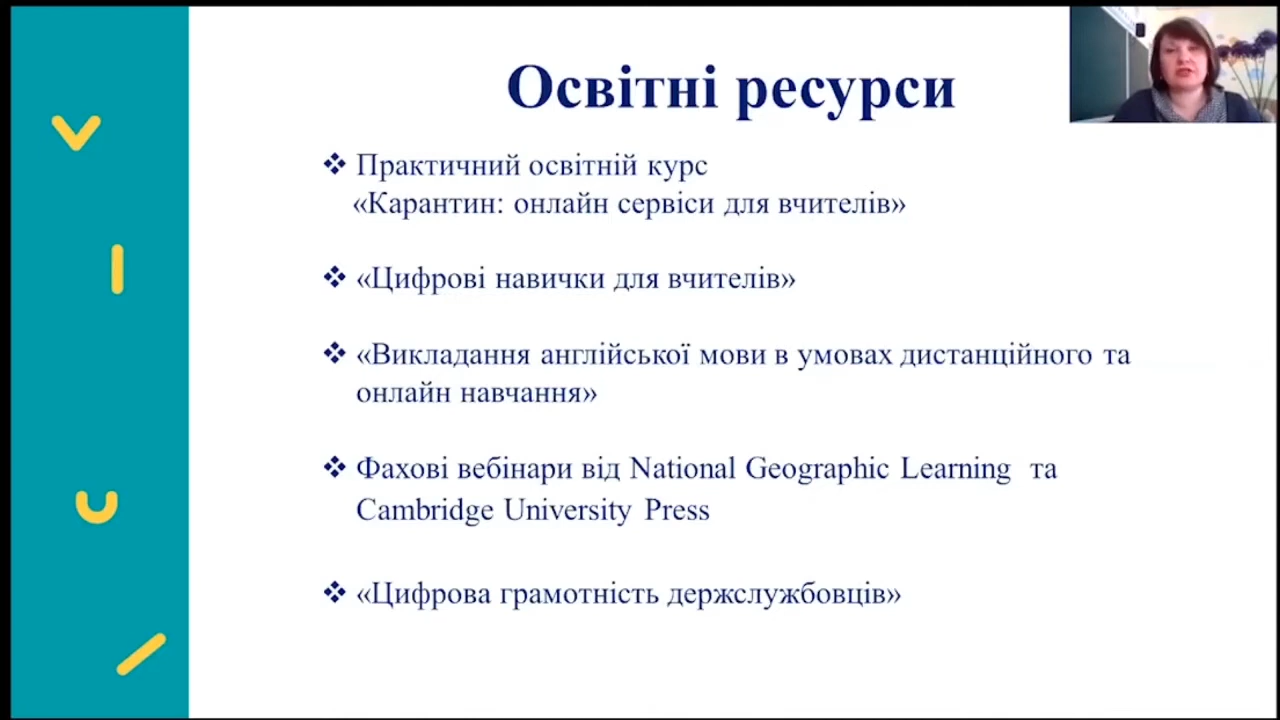 Освітні ресурси
❖ Практичний освітній курс
«Карантин: онлайн сервіси для вчителів»
❖ «Цифрові навички для вчителів»
❖ «Викладання англійської мови в умовах дистанційного та
онлайн навчання»
❖ Фахові вебінари від National Geographic Learning та
Cambridge University Press
❖ «Цифрова грамотність держслужбовців»